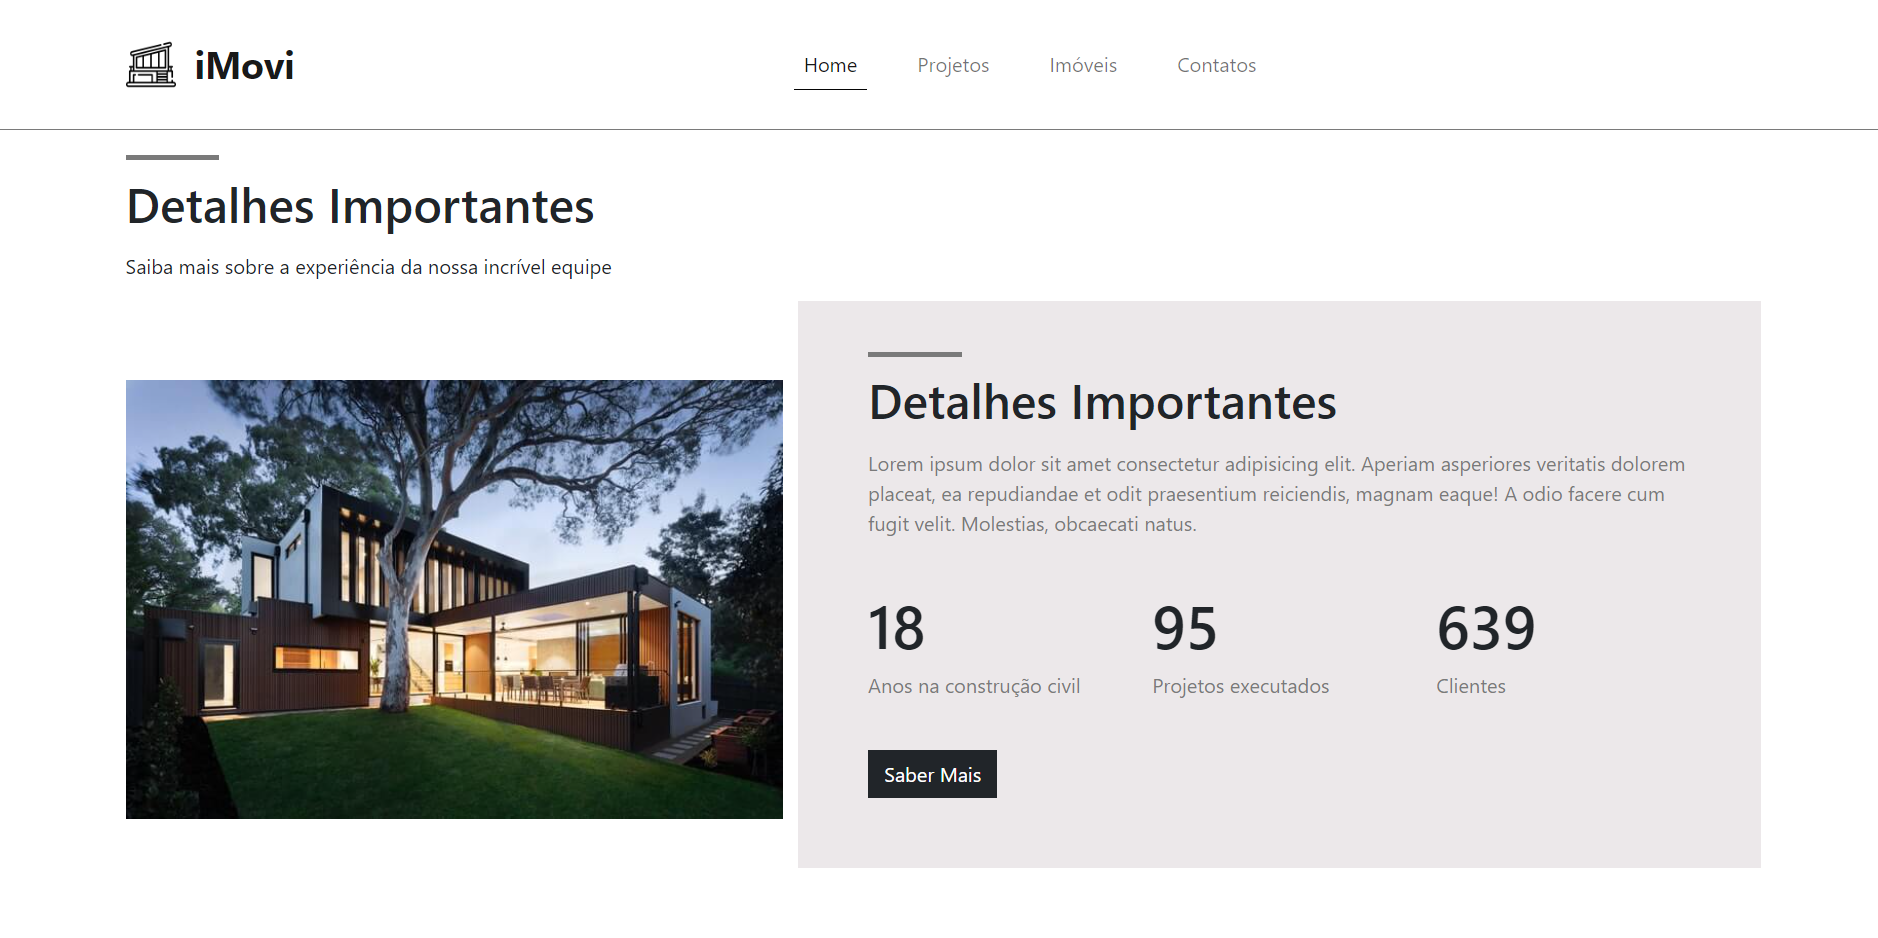 iMovi
Home Projetos Imóveis Contatos
Detalhes Importantes
Saiba mais sobre a experiência da nossa incrível equipe
Detalhes Importantes
Lorem ipsum dolor sit amet consectetur adipisicing elit. Aperiam asperiores veritatis dolorem
placeat, ea repudiandae et odit praesentium reiciendis, magnam eaque! A odio facere cum
fugit velit. Molestias, obcaecati natus.
18 95 639
Anos na construção civil Projetos executados Clientes
Saber Mais